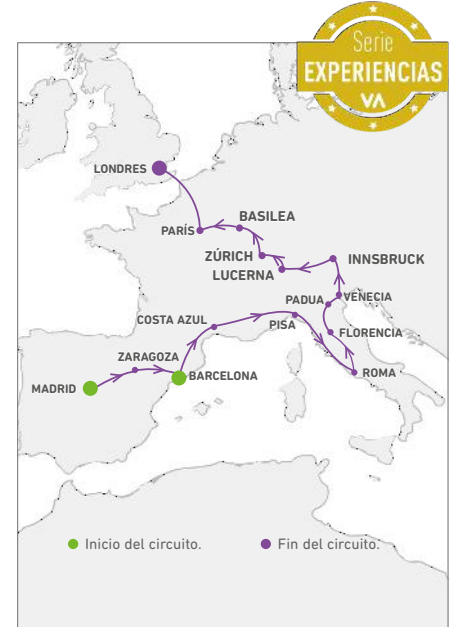 Serie
EXPERIENCIAS
VA
LONDRES
PARÍS
BASILEA
ZÚRICH
LUCERNA
INNSBRUCK
PADUA
VENECIA
COSTA AZUL
PISA
FLORENCIA
ZARAGOZA
BARCELONA
ROMA
MADRID
Inicio del circuito.
Fin del circuito.